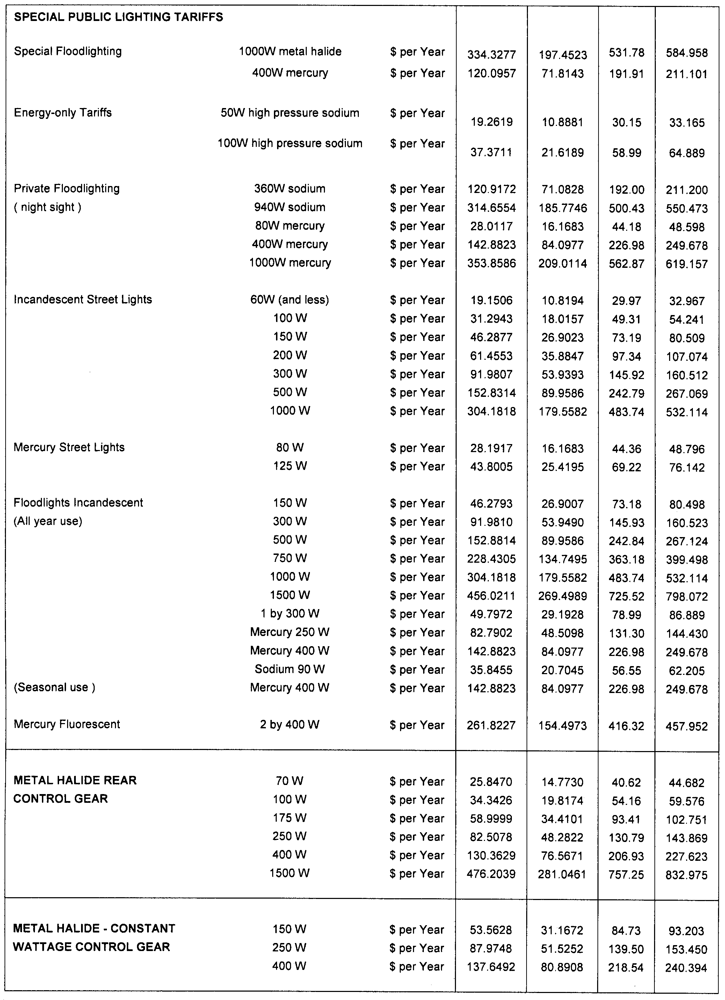 SPECIAL PUBLIC LIGHTING TARIFFS
Special Floodlighting 1000W metal halide $ per Year 334.3277 197.4523 531.78 584.958
400W mercury $ per Year 120.0957 71.8143 191.91 211.101
Energy-only Tariffs 50W high pressure sodium $ per Year 19.2619 10.8881 30.15 33.165
100W high pressure sodium $ per Year 37.3711 21.6189 58.99 64.889
Private Floodlighting 360W sodium $ per Year 120.9172 71.0828 192.00 211.200
( night sight ) 940W sodium $ per Year 314.6554 185.7746 500.43 550.473
80W mercury $ per Year 28.0117 16.1683 44.18 48.598
400W mercury $ per Year 142.8823 84.0977 226.98 249.678
1000W mercury $ per Year 353.8586 209.0114 562.87 619.157
Incandescent Street Lights 60W (and less) $ per Year 19.1506 10.8194 29.97 32.967
100 W $ per Year 31.2943 18.0157 49.31 54.241
150 W $ per Year 46.2877 26.9023 73.19 80.509
200 W $ per Year 61.4553 35.8847 97.34 107.074
300 W $ per Year 91.9807 53.9393 145.92 160.512
500 W $ per Year 152.8314 89.9586 242.79 267.069
1000 W $ per Year 304.1818 179.5582 483.74 532.114
Mercury Street Lights 80 W $ per Year 28.1917 16.1683 44.36 48.796
125 W $ per Year 43.8005 25.4195 69.22 76.142
Floodlights Incandescent 150 W $ per Year 46.2793 26.9007 73.18 80.498
(All year use) 300 W $ per Year 91.9810 53.9490 145.93 160.523
500 W $ per Year 152.8814 89.9586 242.84 267.124
750 W $ per Year 228.4305 134.7495 363.18 399.498
1000 W $ per Year 304.1818 179.5582 483.74 532.114
1500 W $ per Year 456.0211 269.4989 725.52 798.072
1 by 300 W $ per Year 49.7972 29.1928 78.99 86.889
Mercury 250 W $ per Year 82.7902 48.5098 131.30 144.430
Mercury 400 W $ per Year 142.8823 84.0977 226.98 249.678
Sodium 90 W $ per Year 35.8455 20.7045 56.55 62.205
(Seasonal use ) Mercury 400 W $ per Year 142.8823 84.0977 226.98 249.678
Mercury Fluorescent 2 by 400 W $ per Year 261.8227 154.4973 416.32 457.952
METAL HALIDE REAR 70 W $ per Year 25.8470 14.7730 40.62 44.682
CONTROL GEAR 100 W $ per Year 34.3426 19.8174 54.16 59.576
175 W $ per Year 58.9999 34.4101 93.41 102.751
250 W $ per Year 82.5078 48.2822 130.79 143.869
400 W $ per Year 130.3629 76.5671 206.93 227.623
1500 W $ per Year 476.2039 281.0461 757.25 832.975
METAL HALIDE - CONSTANT 150 W $ per Year 53.5628 31.1672 84.73 93.203
WATTAGE CONTROL GEAR 250 W $ per Year 87.9748 51.5252 139.50 153.450
400 W $ per Year 137.6492 80.8908 218.54 240.394